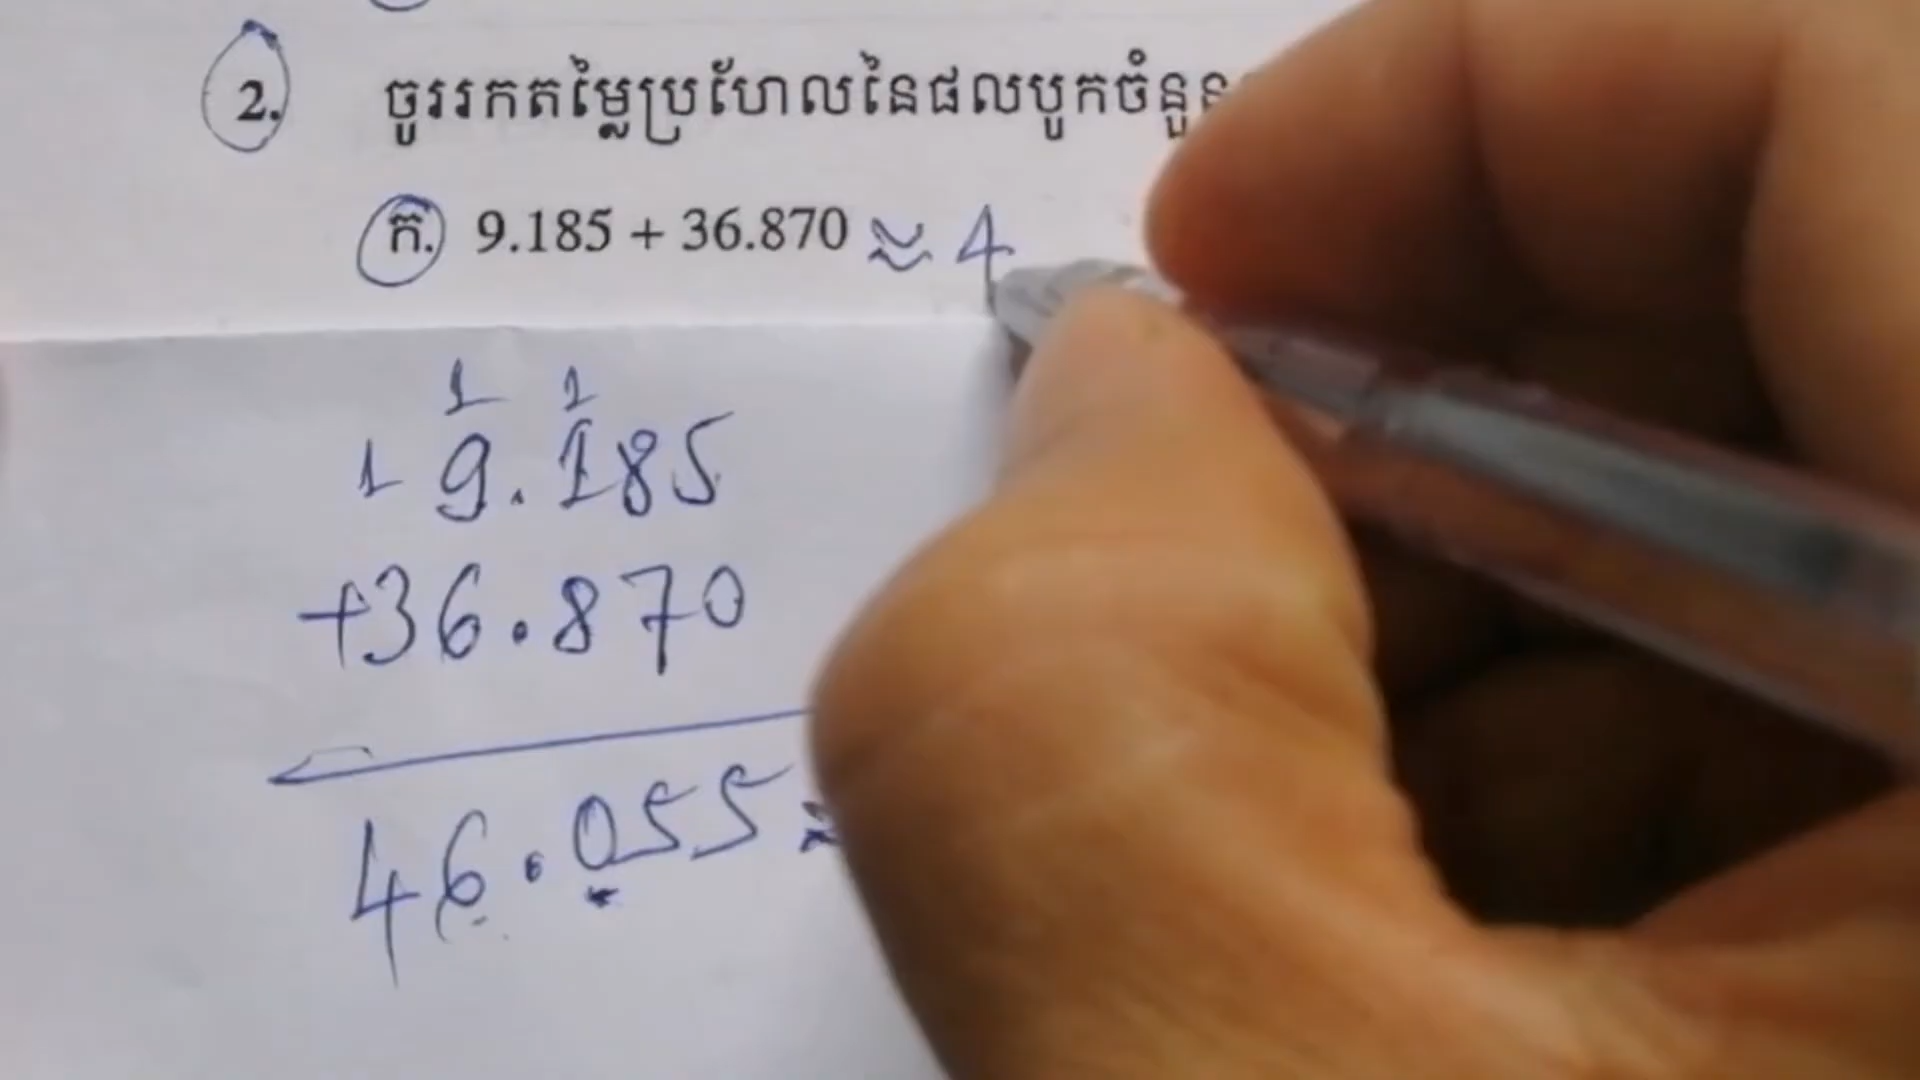 2. ចូររកតម្លៃប្រហែលនៃផលបូកចំនួន
ក. 9.185 + 36.870 ≈ 4
1 1
1 9.185
+36.870
46.055 ≈